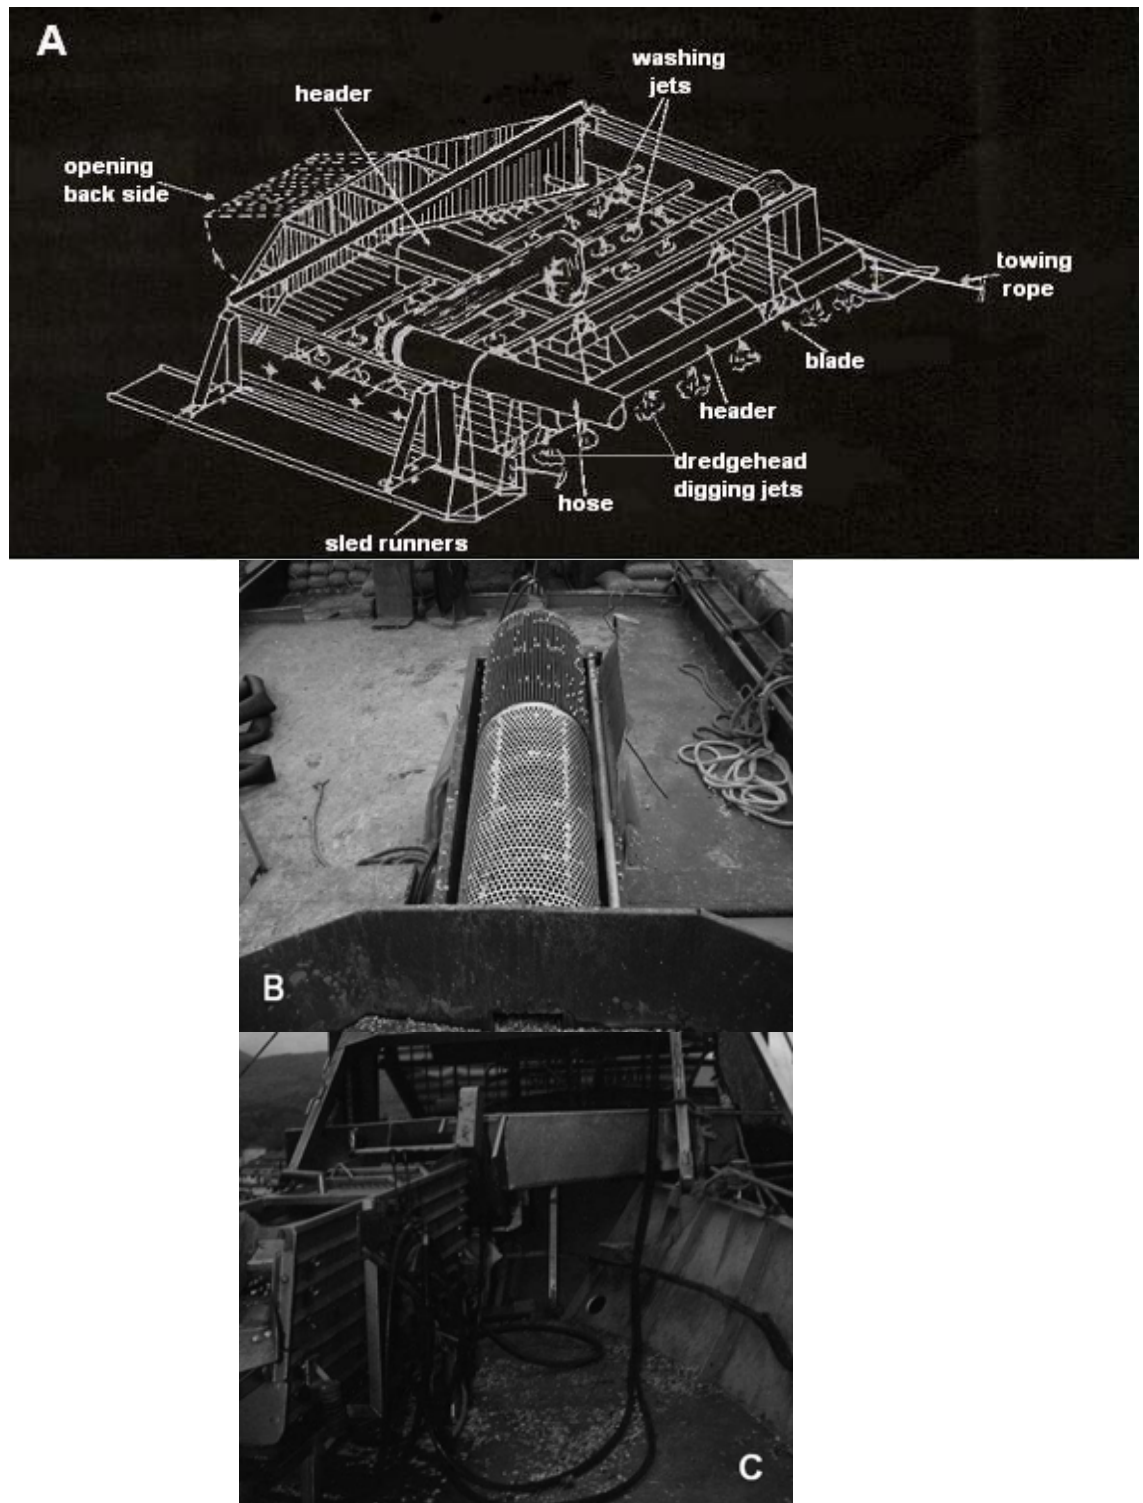 A
washing
jets
header
opening
back side
towing
rope
blade
header
dredgehead
digging jets
hose
sled runners
B
C